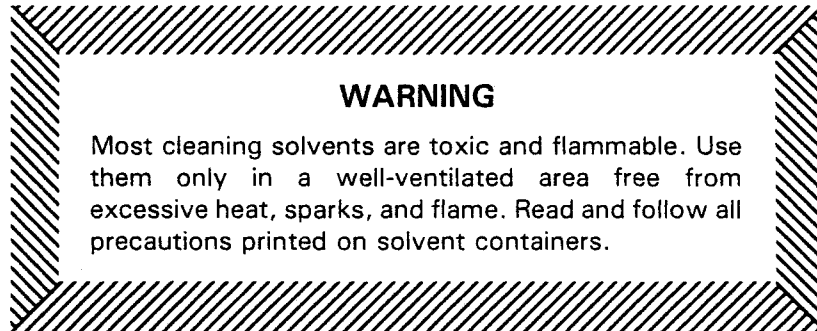 WARNING
Most cleaning solvents are toxic and flammable. Use
them only in a well-ventilated area free from
excessive heat, sparks, and flame. Read and follow all
precautions printed on solvent containers.